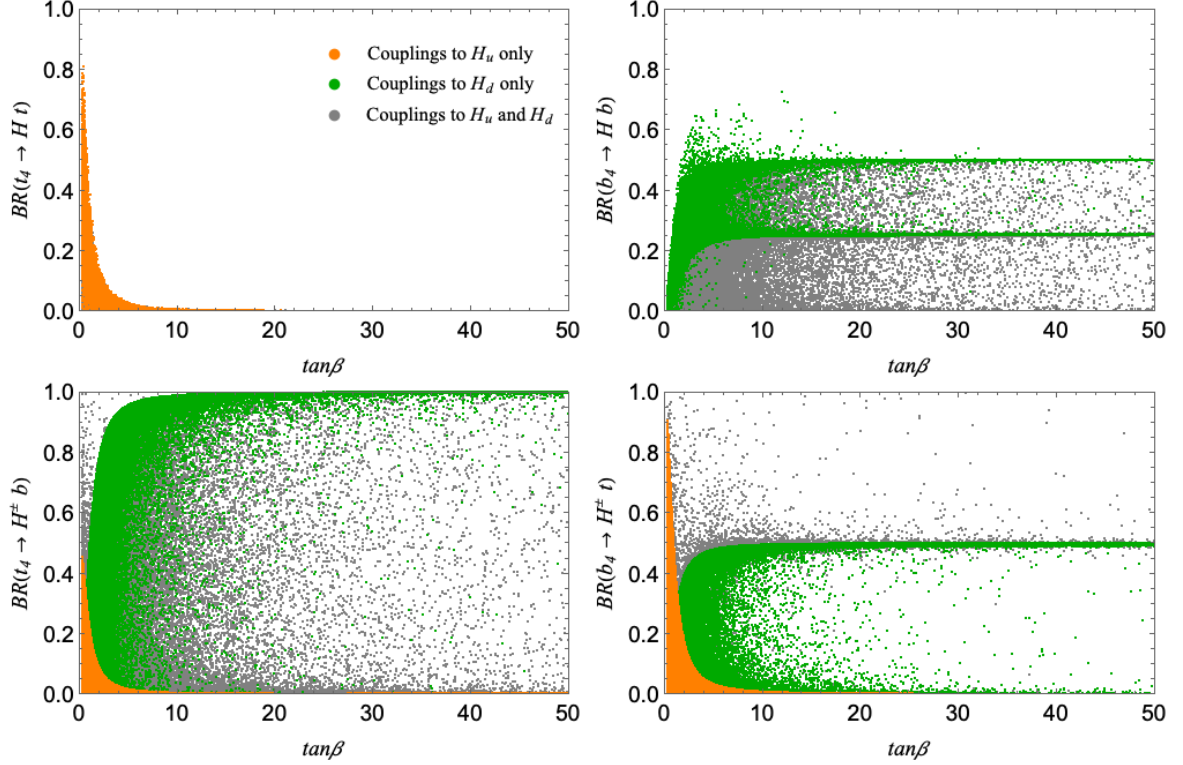 BR(t₄ → H t)
1.0
0.8
0.6
0.4
0.2
0.0
Couplings to Hᵤ only
Couplings to H_d only
Couplings to Hᵤ and H_d
0 10 20 30 40 50
tanβ
BR(b₄ → H b)
1.0
0.8
0.6
0.4
0.2
0.0
0 10 20 30 40 50
tanβ
BR(t₄ → H± b)
1.0
0.8
0.6
0.4
0.2
0.0
0 10 20 30 40 50
tanβ
BR(b₄ → H± t)
1.0
0.8
0.6
0.4
0.2
0.0
0 10 20 30 40 50
tanβ